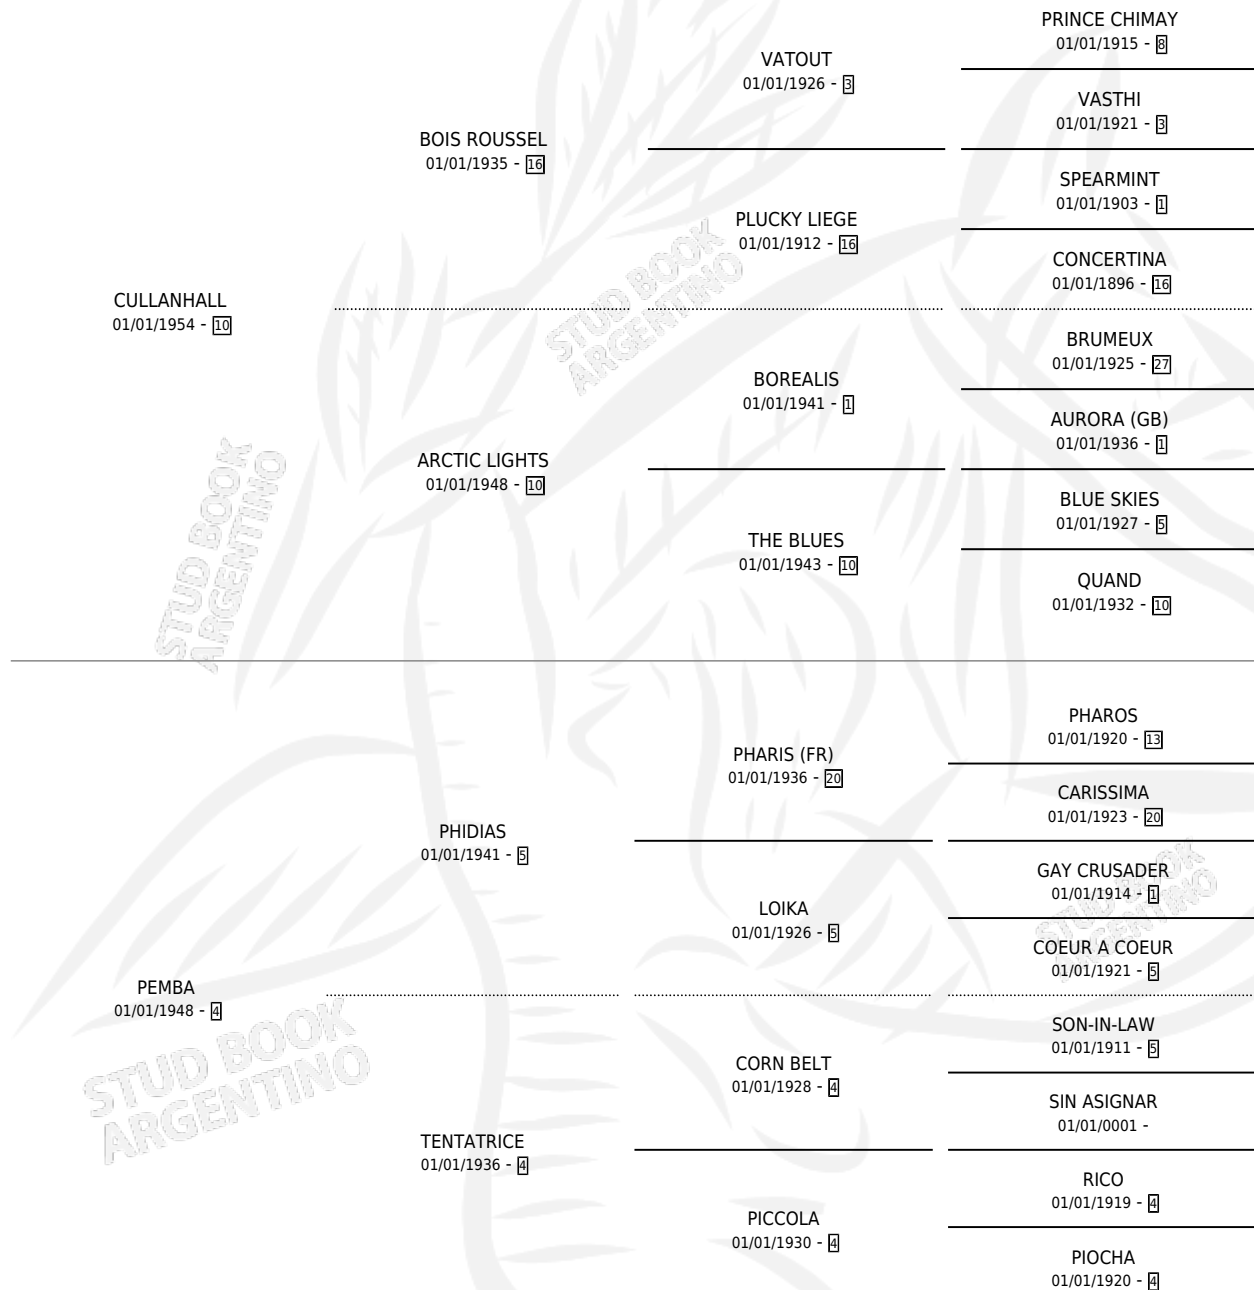 PRINCE CHIMAY
01/01/1915 - 8
VATOUT
01/01/1926 - 3
VASTHI
01/01/1921 - 3
BOIS ROUSSEL
01/01/1935 - 16
SPEARMINT
01/01/1903 - 1
PLUCKY LIEGE
01/01/1912 - 16
CONCERTINA
01/01/1896 - 16
CULLANHALL
01/01/1954 - 10
BRUMEUX
01/01/1925 - 27
BOREALIS
01/01/1941 - 1
AURORA (GB)
01/01/1936 - 1
ARCTIC LIGHTS
01/01/1948 - 10
BLUE SKIES
01/01/1927 - 5
THE BLUES
01/01/1943 - 10
QUAND
01/01/1932 - 10
PHAROS
01/01/1920 - 13
PHARIS (FR)
01/01/1936 - 20
CARISSIMA
01/01/1923 - 20
PHIDIAS
01/01/1941 - 5
GAY CRUSADER
01/01/1914 - 1
LOIKA
01/01/1926 - 5
COEUR A COEUR
01/01/1921 - 5
PEMBA
01/01/1948 - 4
SON-IN-LAW
01/01/1911 - 5
CORN BELT
01/01/1928 - 4
SIN ASIGNAR
01/01/0001 -
TENTATRICE
01/01/1936 - 4
RICO
01/01/1919 - 4
PICCOLA
01/01/1930 - 4
PIOCHA
01/01/1920 - 4
STUD BOOK
ARGENTINO
STUD BOOK
ARGENTINO
STUD BOOK
ARGENTINO
STUD BOOK
ARGENTINO